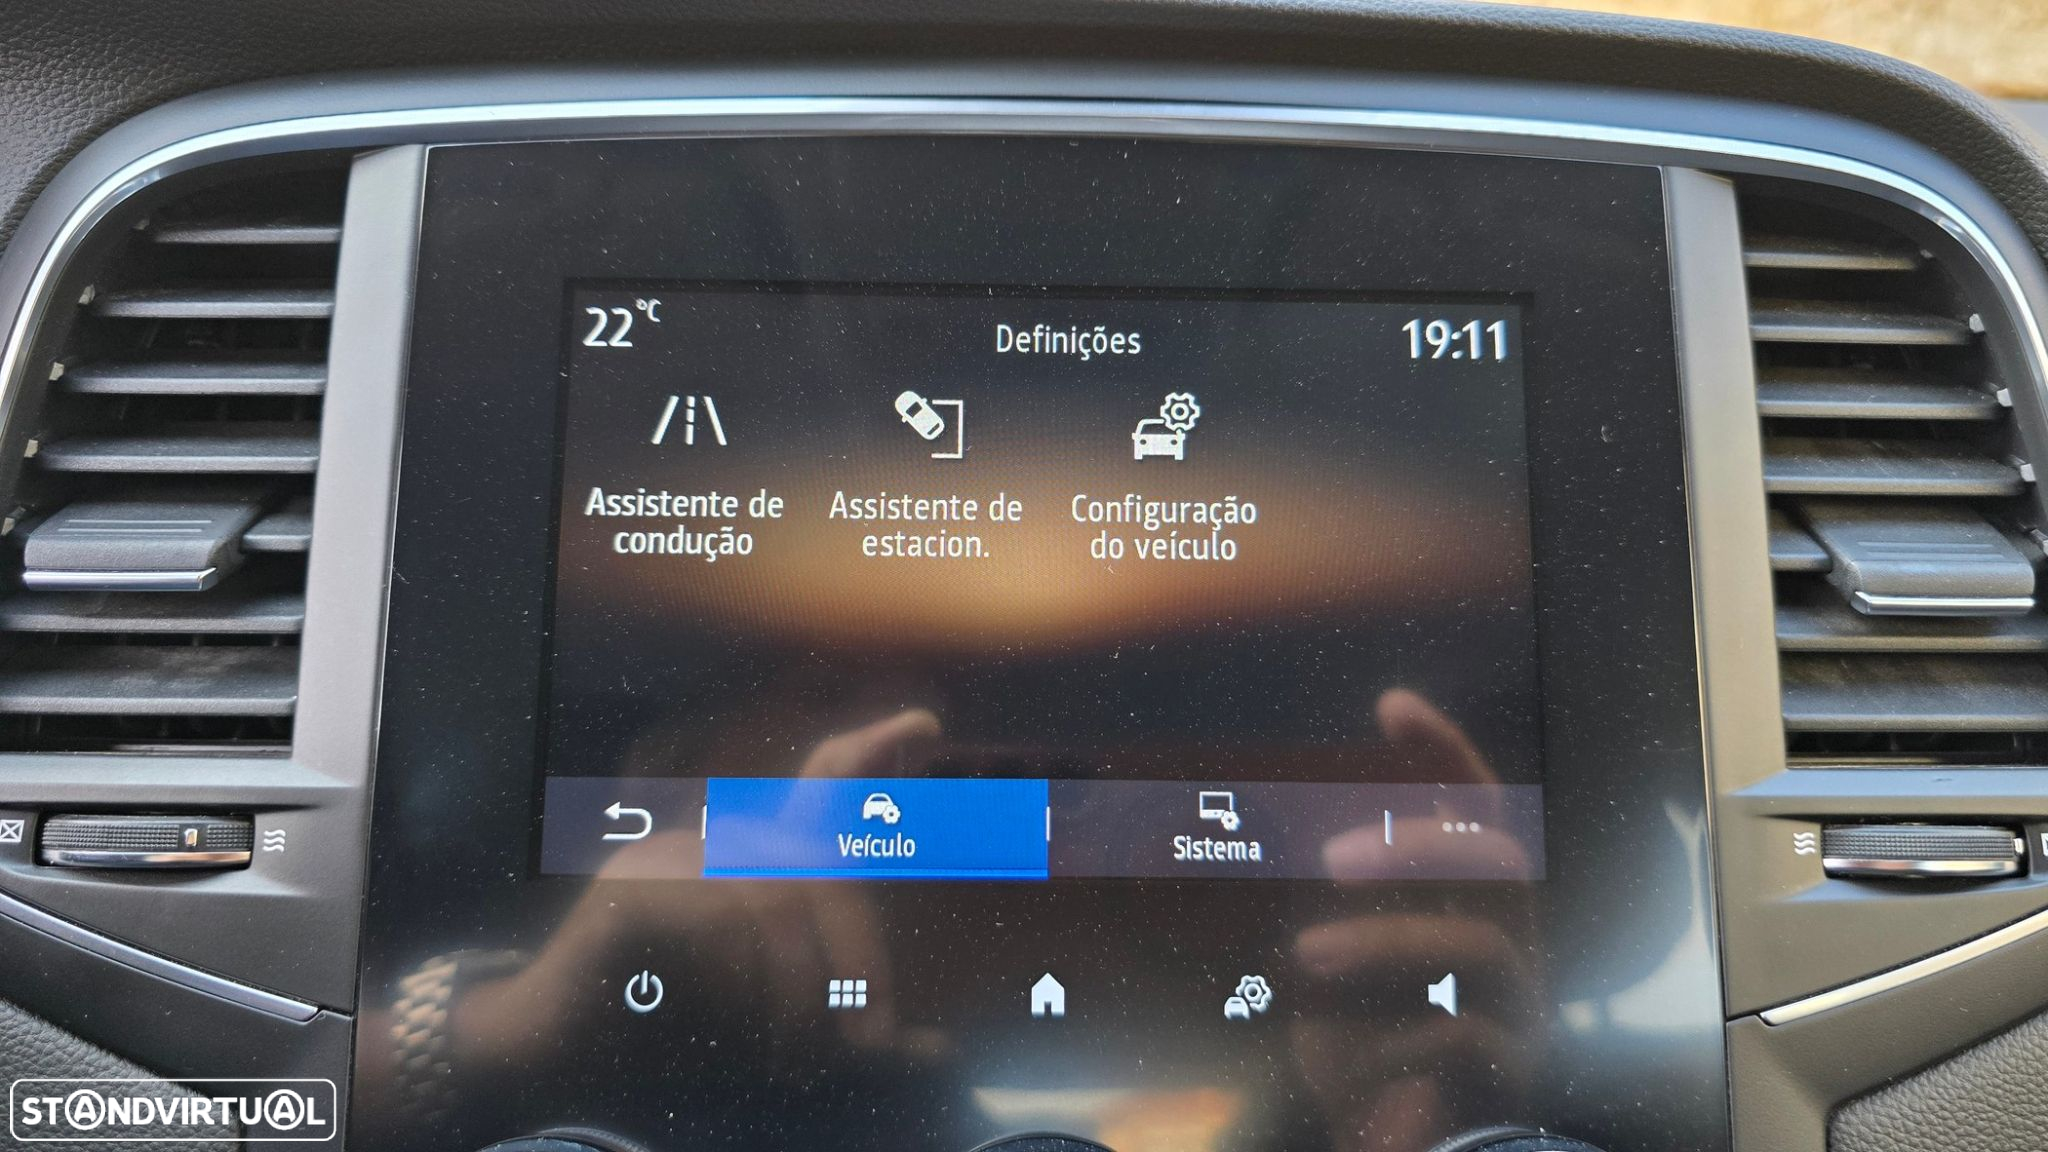 22 °C
Definições
19:11
Assistente de
condução
Assistente de
estacion.
Configuração
do veículo
Veículo
Sistema
...
STANDVIRTUAL